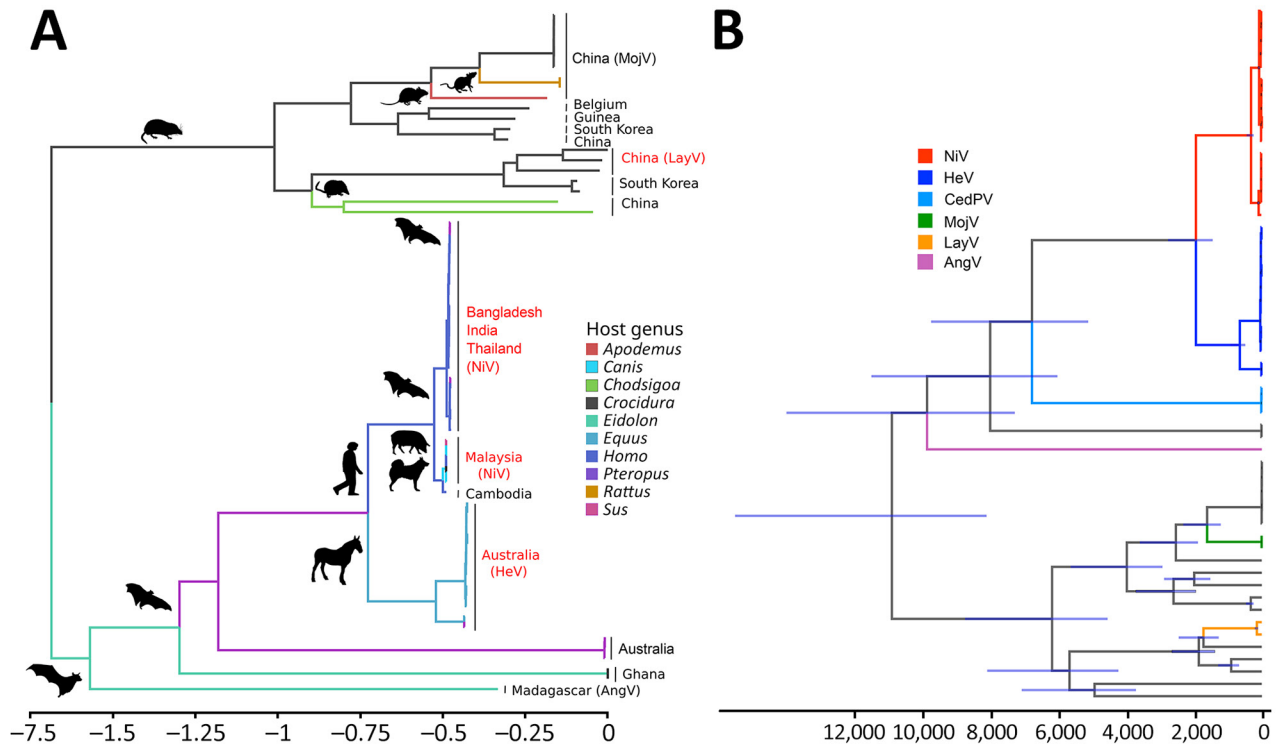 A
China (MojV)
Belgium
Guinea
South Korea
China
China (LayV)
South Korea
China
Bangladesh
India
Thailand
(NiV)
Malaysia
(NiV)
Cambodia
Australia
(HeV)
Australia
Ghana
Madagascar (AngV)
Host genus
Apodemus
Canis
Chodsigoa
Crocidura
Eidolon
Equus
Homo
Pteropus
Rattus
Sus
−7.5 −1.5 −1.25 −1 −0.75 −0.5 −0.25 0
B
NiV
HeV
CedPV
MojV
LayV
AngV
12,000 10,000 8,000 6,000 4,000 2,000 0